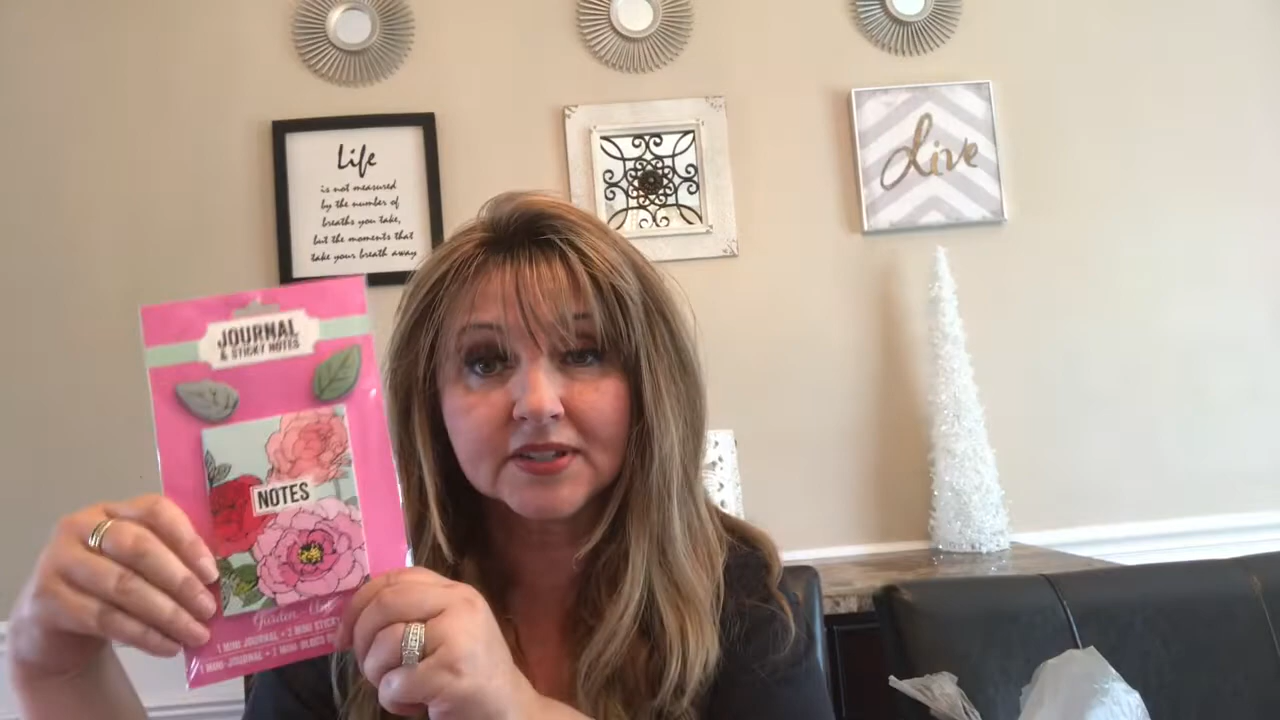 Life
is not measured
by the number of
breaths you take,
but the moments that
take your breath away
Live
JOURNAL
& STICKY NOTES
NOTES
1 MINI JOURNAL • 2 MINI STICKY